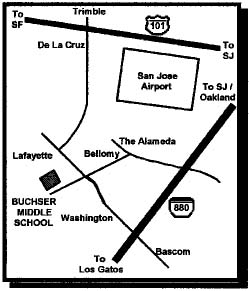 To
SF
Trimble
101
De La Cruz
To
SJ
San Jose
Airport
To SJ /
Oakland
The Alameda
Lafayette
Bellomy
BUCHSER
MIDDLE
SCHOOL
880
Washington
Bascom
To
Los Gatos